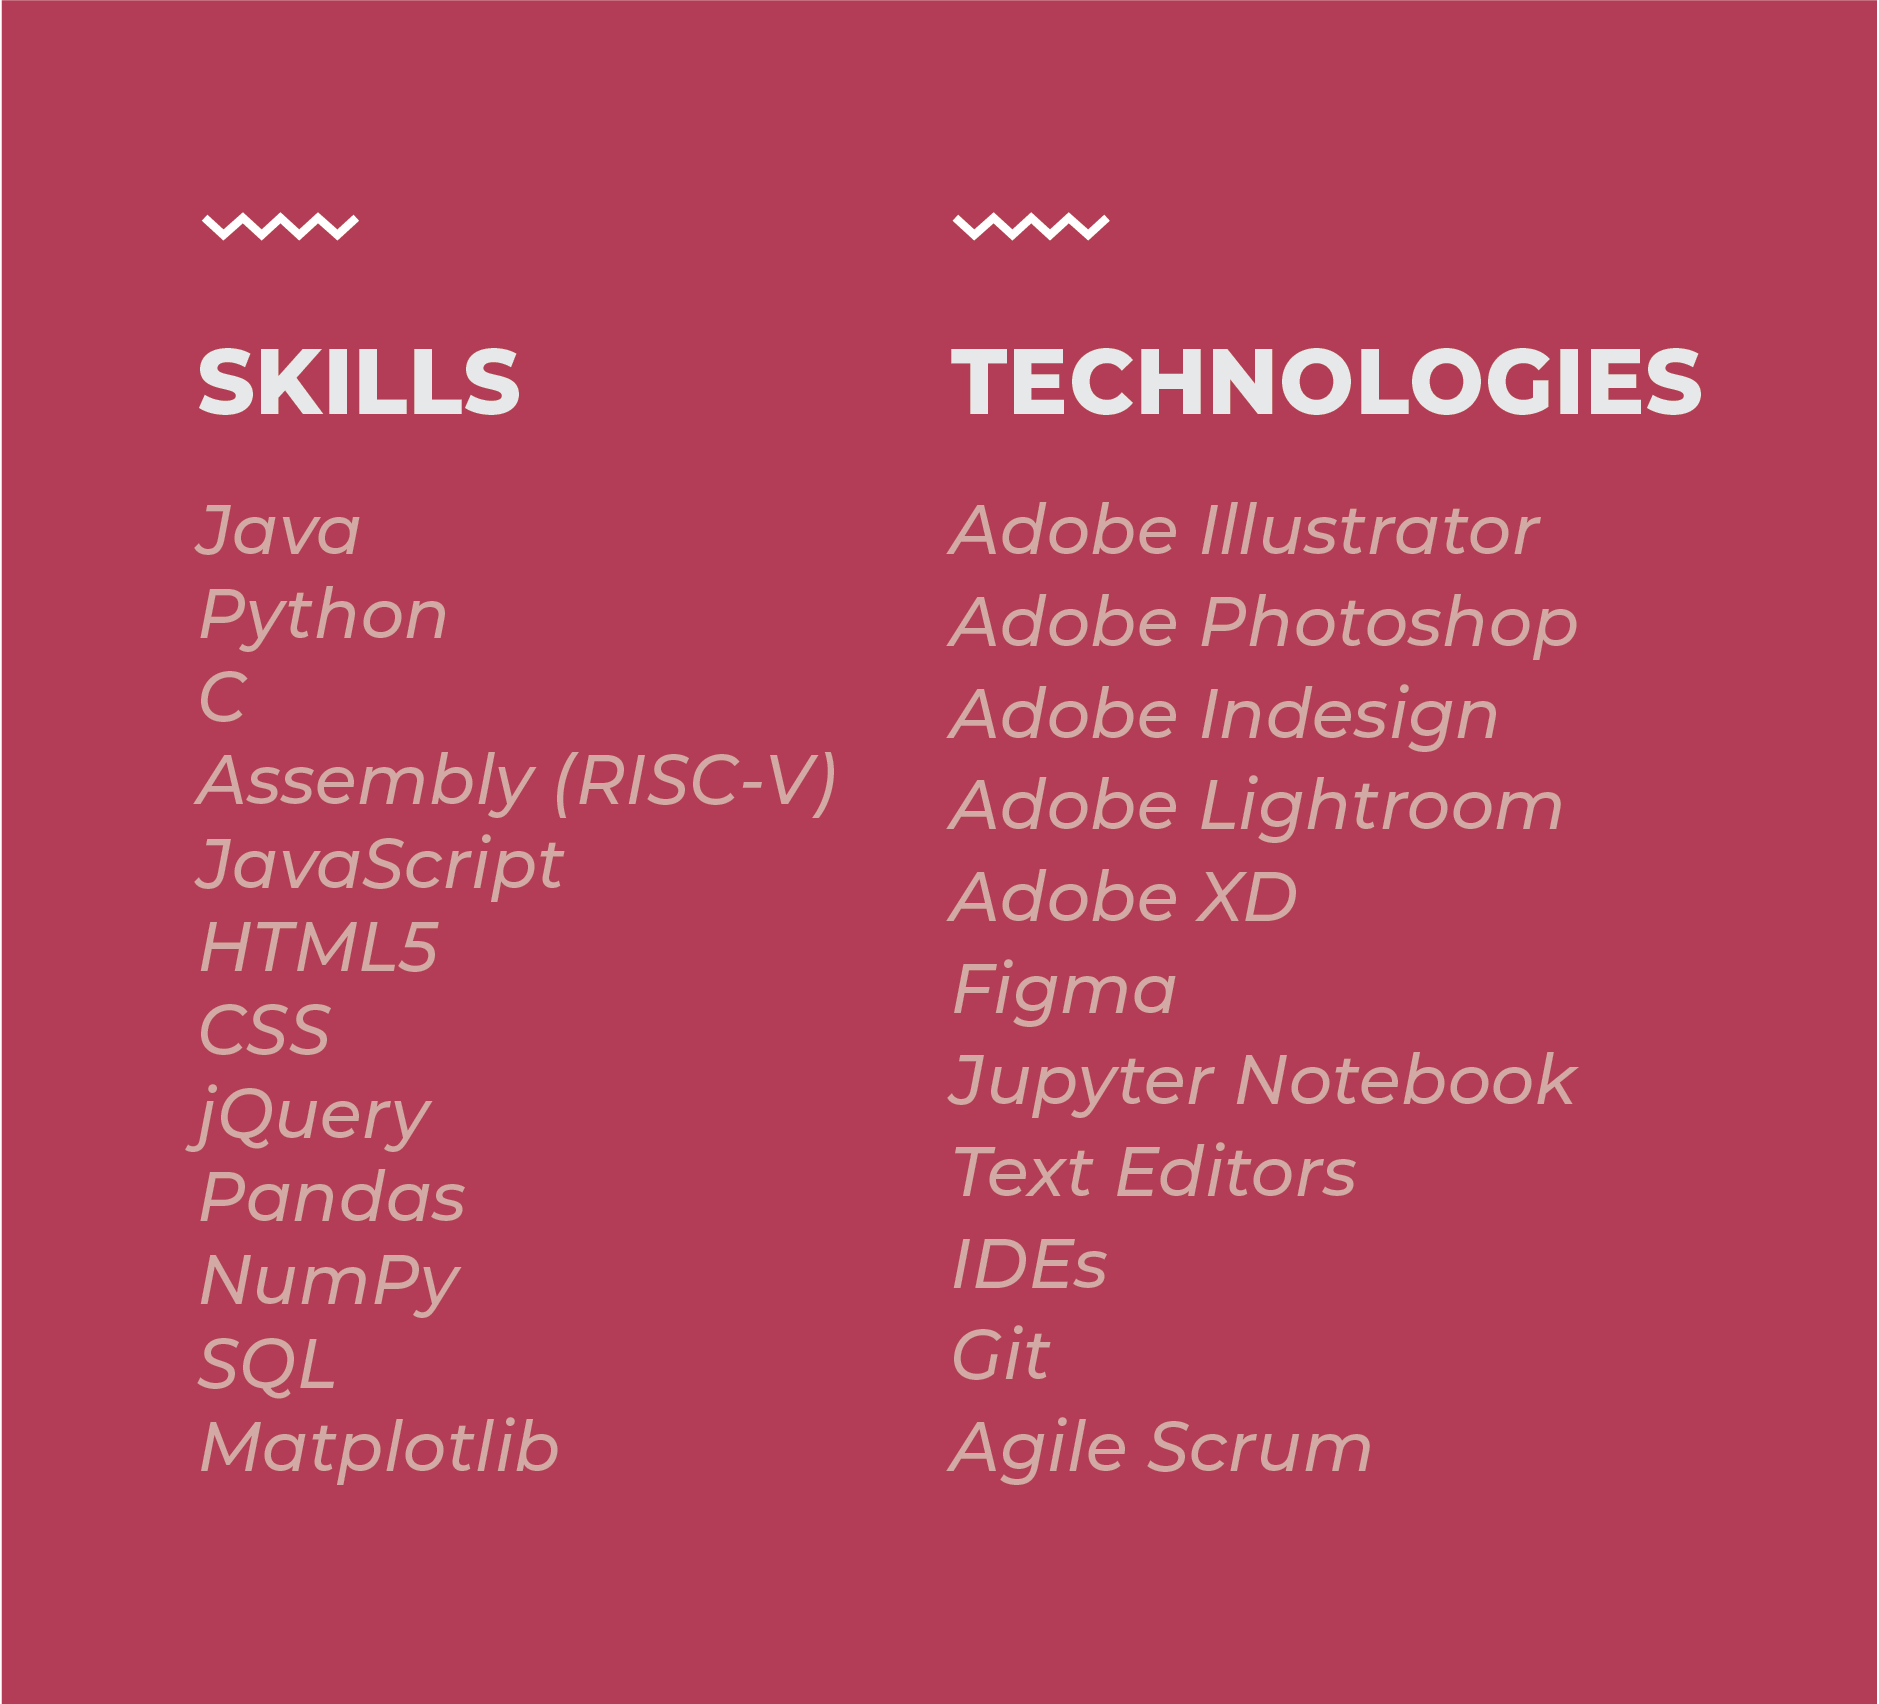 SKILLS
Java
Python
C
Assembly (RISC-V)
JavaScript
HTML5
CSS
jQuery
Pandas
NumPy
SQL
Matplotlib
TECHNOLOGIES
Adobe Illustrator
Adobe Photoshop
Adobe Indesign
Adobe Lightroom
Adobe XD
Figma
Jupyter Notebook
Text Editors
IDEs
Git
Agile Scrum